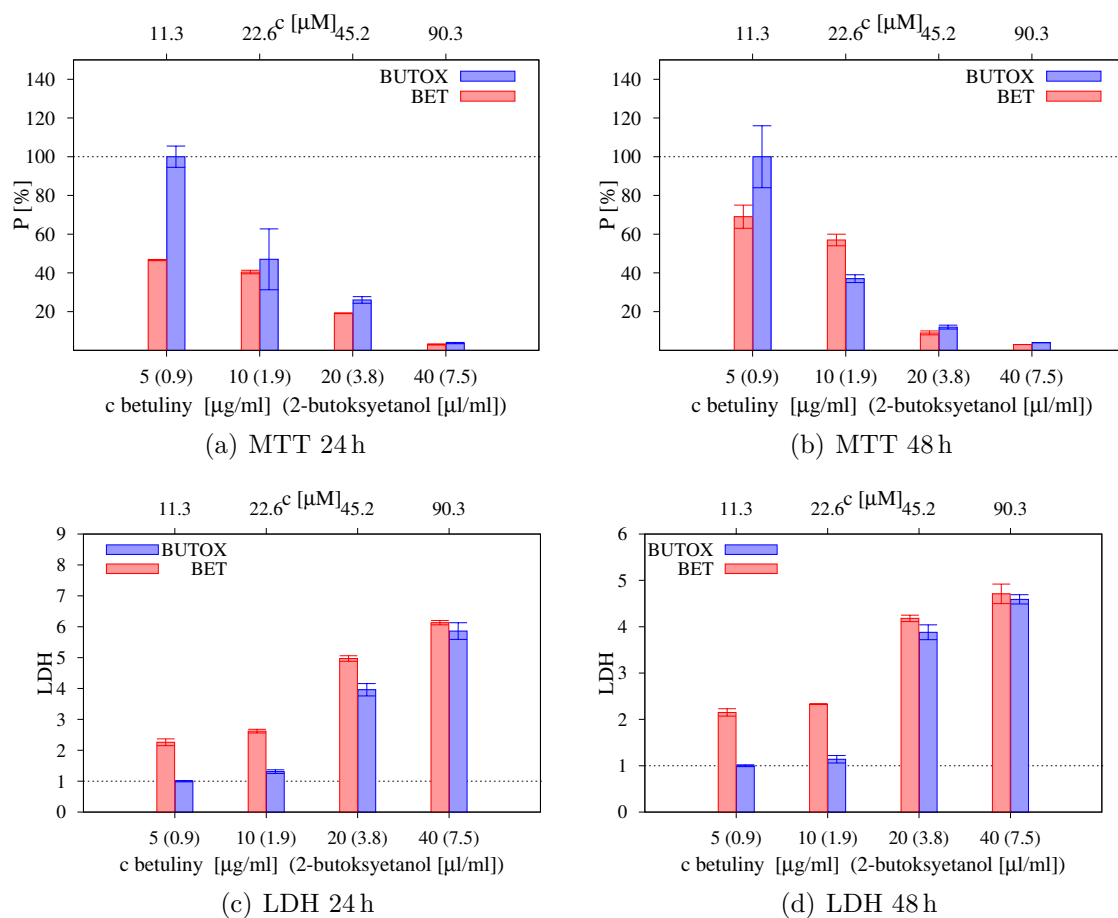 c [μM]
11.3 22.6 45.2 90.3
140
120
100
80
60
40
20
P [%]
BUTOX
BET
5 (0.9) 10 (1.9) 20 (3.8) 40 (7.5)
c betuliny [μg/ml] (2-butoksyetanol [μl/ml])
(a) MTT 24 h
c [μM]
11.3 22.6 45.2 90.3
140
120
100
80
60
40
20
P [%]
BUTOX
BET
5 (0.9) 10 (1.9) 20 (3.8) 40 (7.5)
c betuliny [μg/ml] (2-butoksyetanol [μl/ml])
(b) MTT 48 h
c [μM]
11.3 22.6 45.2 90.3
9
8
7
6
5
4
3
2
1
0
LDH
BUTOX
BET
5 (0.9) 10 (1.9) 20 (3.8) 40 (7.5)
c betuliny [μg/ml] (2-butoksyetanol [μl/ml])
(c) LDH 24 h
c [μM]
11.3 22.6 45.2 90.3
6
5
4
3
2
1
0
LDH
BUTOX
BET
5 (0.9) 10 (1.9) 20 (3.8) 40 (7.5)
c betuliny [μg/ml] (2-butoksyetanol [μl/ml])
(d) LDH 48 h